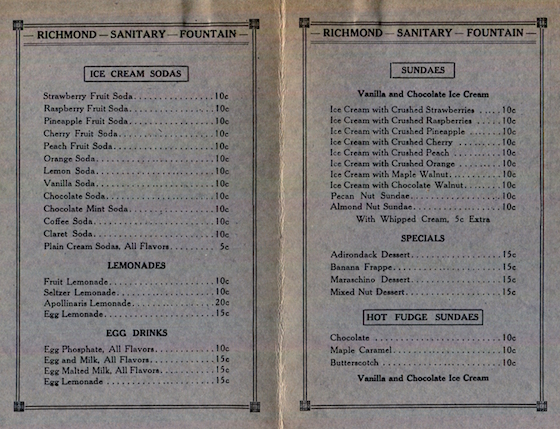 RICHMOND — SANITARY — FOUNTAIN
ICE CREAM SODAS
Strawberry Fruit Soda................10c
Raspberry Fruit Soda.................10c
Pineapple Fruit Soda.................10c
Cherry Fruit Soda....................10c
Peach Fruit Soda.....................10c
Orange Soda..........................10c
Lemon Soda...........................10c
Vanilla Soda.........................10c
Chocolate Soda.......................10c
Chocolate Mint Soda..................10c
Coffee Soda..........................10c
Claret Soda..........................10c
Plain Cream Sodas, All Flavors......... 5c
LEMONADES
Fruit Lemonade.......................10c
Seltzer Lemonade.....................10c
Apollinaris Lemonade.................20c
Egg Lemonade.........................15c
EGG DRINKS
Egg Phosphate, All Flavors...........10c
Egg and Milk, All Flavors............15c
Egg Malted Milk, All Flavors.........15c
Egg Lemonade ........................15c
RICHMOND — SANITARY — FOUNTAIN
SUNDAES
Vanilla and Chocolate Ice Cream
Ice Cream with Crushed Strawberries .....10c
Ice Cream with Crushed Raspberries ....10c
Ice Cream with Crushed Pineapple .....10c
Ice Cream with Crushed Cherry ........10c
Ice Cream with Crushed Peach .........10c
Ice Cream with Crushed Orange ........10c
Ice Cream with Maple Walnut..........10c
Ice Cream with Chocolate Walnut.......10c
Pecan Nut Sundae.....................10c
Almond Nut Sundae....................10c
With Whipped Cream, 5c Extra
SPECIALS
Adirondack Dessert...................15c
Banana Frappe........................15c
Maraschino Dessert...................15c
Mixed Nut Dessert....................15c
HOT FUDGE SUNDAES
Chocolate ...........................10c
Maple Caramel........................10c
Butterscotch ........................10c
Vanilla and Chocolate Ice Cream